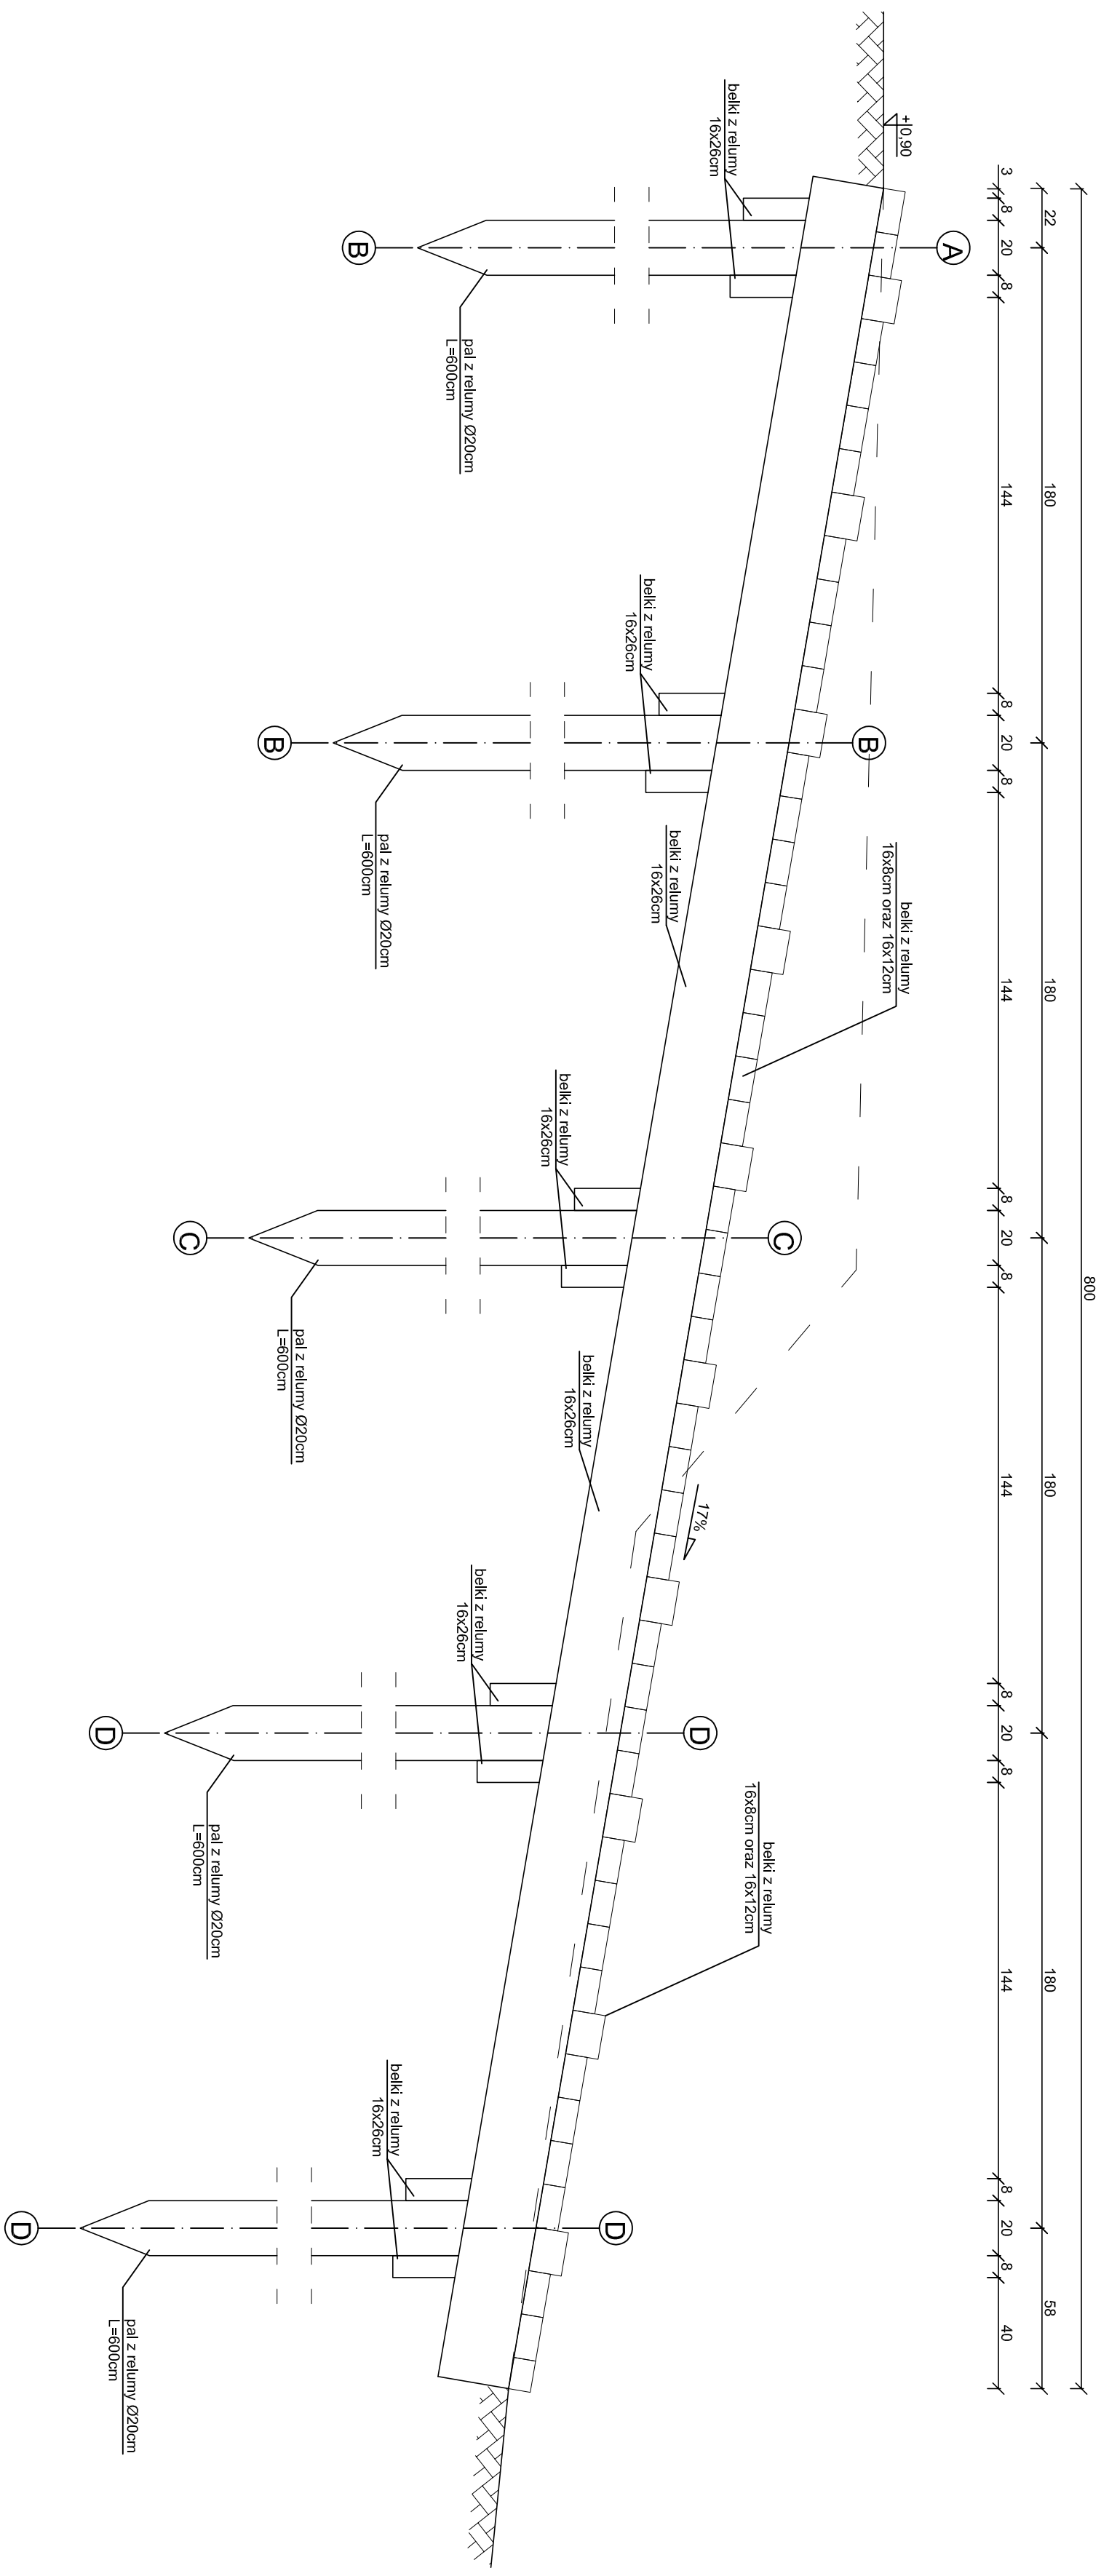 800
22
180
180
180
180
58
3
8
20
8
144
8
20
8
144
8
20
8
144
8
20
8
144
8
20
8
40
+0,90
A
B
C
D
D
belki z relumy
16x8cm oraz 16x12cm
belki z relumy
16x8cm oraz 16x12cm
17%
belki z relumy
16x26cm
belki z relumy
16x26cm
belki z relumy
16x26cm
belki z relumy
16x26cm
belki z relumy
16x26cm
belki z relumy
16x26cm
belki z relumy
16x26cm
pal z relumy Ø20cm
L=600cm
pal z relumy Ø20cm
L=600cm
pal z relumy Ø20cm
L=600cm
pal z relumy Ø20cm
L=600cm
pal z relumy Ø20cm
L=600cm
B
B
C
D
D